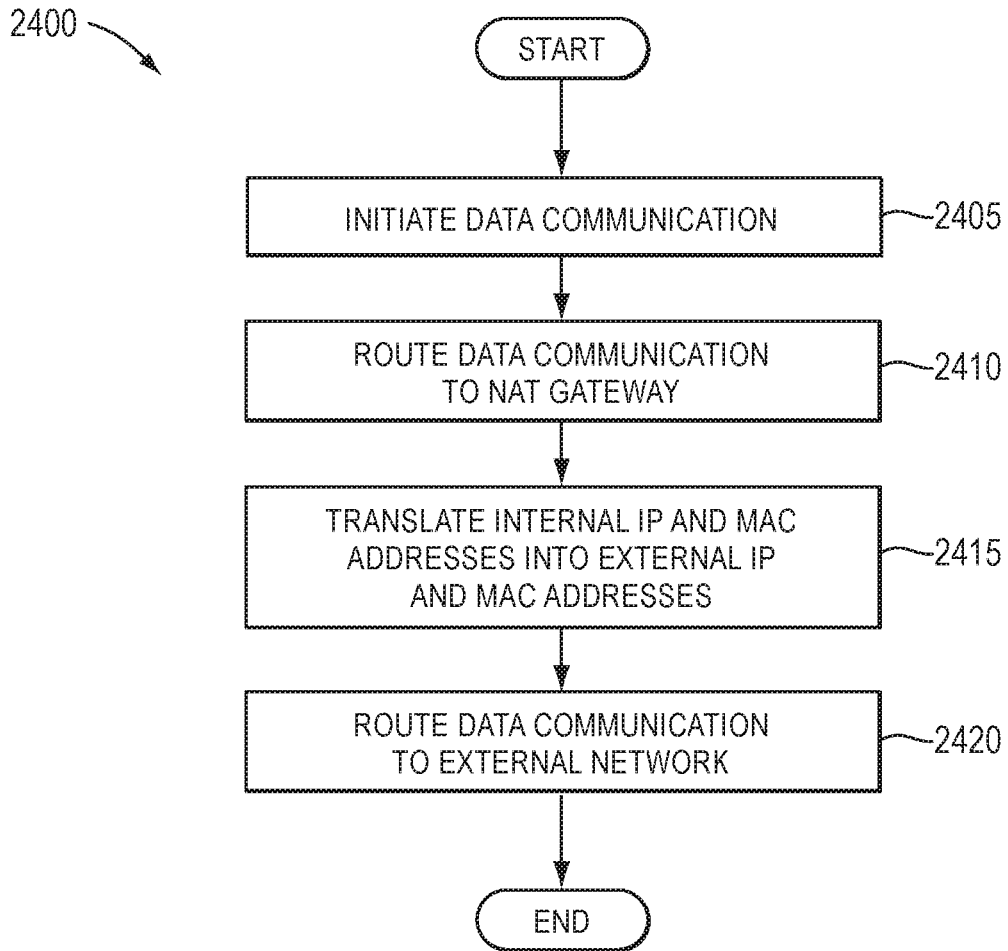 2400
START
INITIATE DATA COMMUNICATION
2405
ROUTE DATA COMMUNICATION
TO NAT GATEWAY
2410
TRANSLATE INTERNAL IP AND MAC
ADDRESSES INTO EXTERNAL IP
AND MAC ADDRESSES
2415
ROUTE DATA COMMUNICATION
TO EXTERNAL NETWORK
2420
END